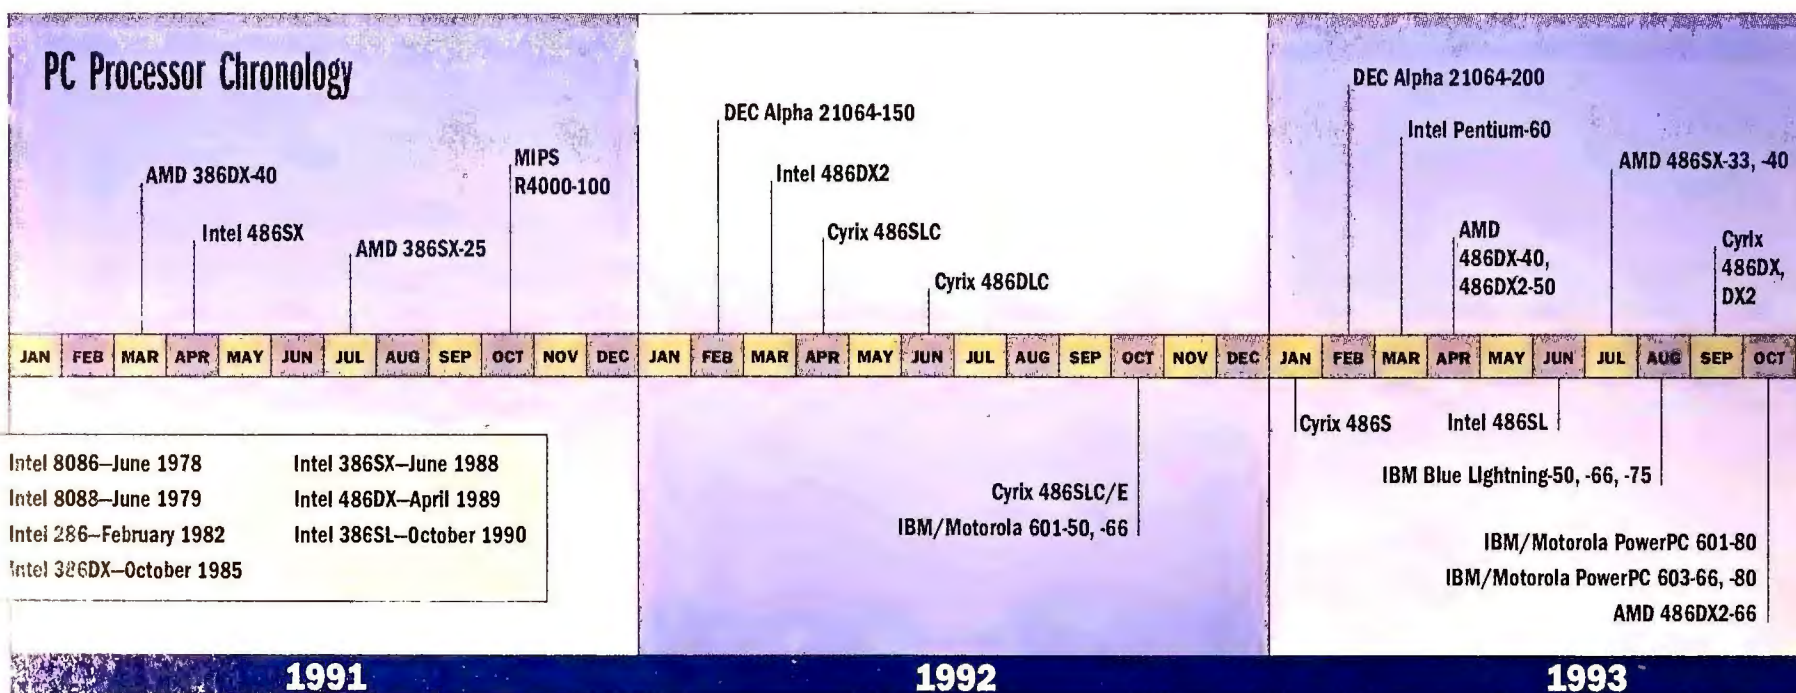 PC Processor Chronology
AMD 386DX-40
Intel 486SX
AMD 386SX-25
MIPS
R4000-100
DEC Alpha 21064-150
Intel 486DX2
Cyrix 486SLC
Cyrix 486DLC
DEC Alpha 21064-200
Intel Pentium-60
AMD 486SX-33, -40
AMD
486DX-40,
486DX2-50
Cyrix
486DX,
DX2
JAN FEB MAR APR MAY JUN JUL AUG SEP OCT NOV DEC JAN FEB MAR APR MAY JUN JUL AUG SEP OCT NOV DEC JAN FEB MAR APR MAY JUN JUL AUG SEP OCT
Intel 8086–June 1978
Intel 8088–June 1979
Intel 286–February 1982
Intel 386DX–October 1985
Intel 386SX–June 1988
Intel 486DX–April 1989
Intel 386SL–October 1990
Cyrix 486SLC/E
IBM/Motorola 601-50, -66
Cyrix 486S
Intel 486SL
IBM Blue Lightning-50, -66, -75
IBM/Motorola PowerPC 601-80
IBM/Motorola PowerPC 603-66, -80
AMD 486DX2-66
1991 1992 1993